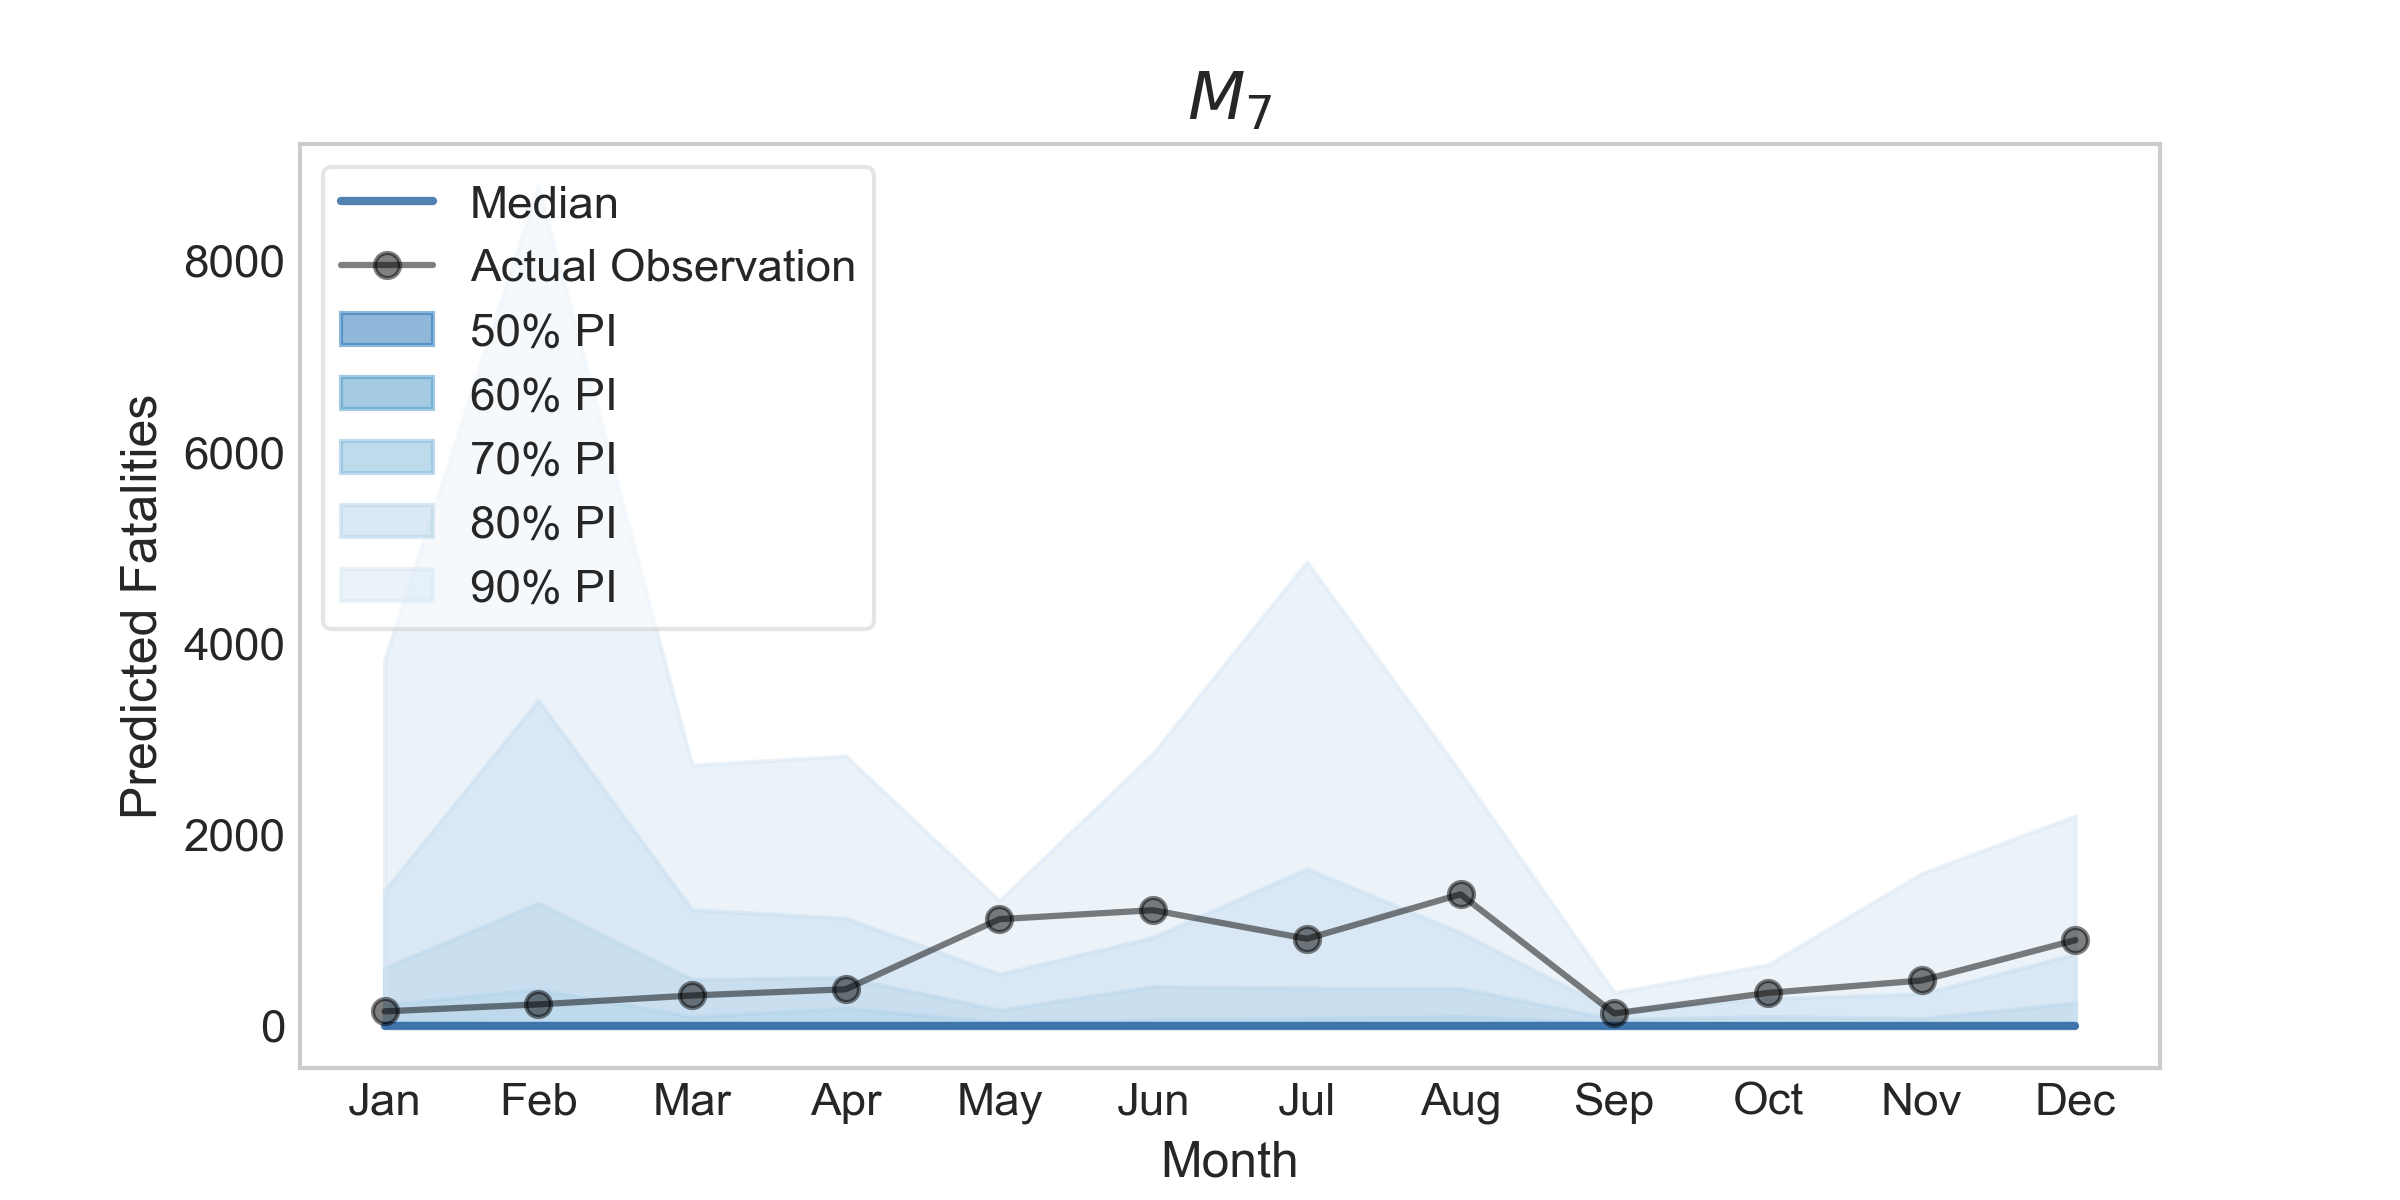 M7
Median
Actual Observation
50% PI
60% PI
70% PI
80% PI
90% PI
Predicted Fatalities
8000
6000
4000
2000
0
Jan Feb Mar Apr May Jun Jul Aug Sep Oct Nov Dec
Month